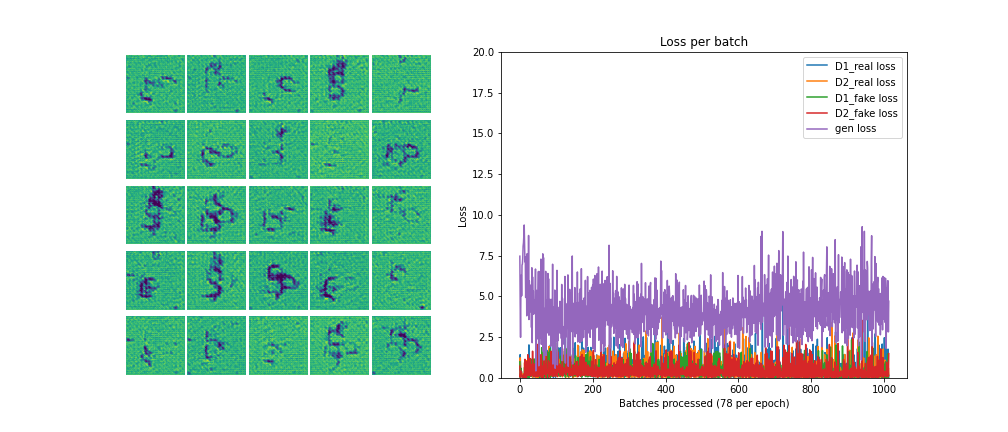 Loss per batch
20.0
17.5
15.0
12.5
10.0
7.5
5.0
2.5
0.0
Loss
D1_real loss
D2_real loss
D1_fake loss
D2_fake loss
gen loss
0 200 400 600 800 1000
Batches processed (78 per epoch)